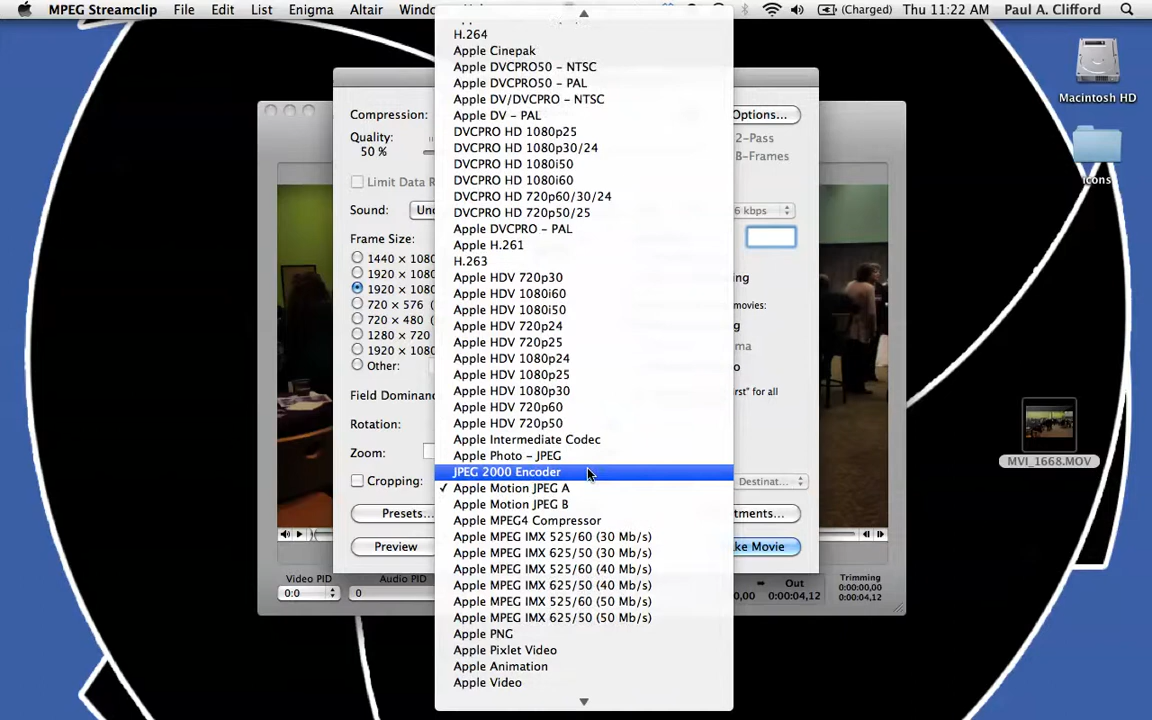 MPEG Streamclip File Edit List Enigma Altair Windo (Charged) Thu 11:22 AM Paul A. Clifford
H.264
Apple Cinepak
Apple DVCPRO50 – NTSC
Apple DVCPRO50 – PAL
Apple DV/DVCPRO – NTSC
Apple DV – PAL
DVCPRO HD 1080p25
DVCPRO HD 1080p30/24
DVCPRO HD 1080i50
DVCPRO HD 1080i60
DVCPRO HD 720p60/30/24
DVCPRO HD 720p50/25
Apple DVCPRO – PAL
Apple H.261
H.263
Apple HDV 720p30
Apple HDV 1080i60
Apple HDV 1080i50
Apple HDV 720p24
Apple HDV 720p25
Apple HDV 1080p24
Apple HDV 1080p25
Apple HDV 1080p30
Apple HDV 720p60
Apple HDV 720p50
Apple Intermediate Codec
Apple Photo – JPEG
JPEG 2000 Encoder
✓ Apple Motion JPEG A
Apple Motion JPEG B
Apple MPEG4 Compressor
Apple MPEG IMX 525/60 (30 Mb/s)
Apple MPEG IMX 625/50 (30 Mb/s)
Apple MPEG IMX 525/60 (40 Mb/s)
Apple MPEG IMX 625/50 (40 Mb/s)
Apple MPEG IMX 525/60 (50 Mb/s)
Apple MPEG IMX 625/50 (50 Mb/s)
Apple PNG
Apple Pixlet Video
Apple Animation
Apple Video
Compression:
Quality:
50 %
Limit Data R
Sound: Un
Frame Size:
1440 × 1080
1920 × 1080
1920 × 1080
720 × 576 (
720 × 480 (
1280 × 720
1920 × 1080
Other:
Field Dominan
Rotation:
Zoom:
Cropping:
Presets...
Preview
Options...
2-Pass
B-Frames
6 kbps
ng
movies:
g
ma
o
rst" for all
Destinat...
tments...
ke Movie
Video PID Audio PID
0:0 0
Out Trimming
00,00 0:00:04,12 0:00:00,00
0:00:04,12
Macintosh HD
icons
MVI_1668.MOV